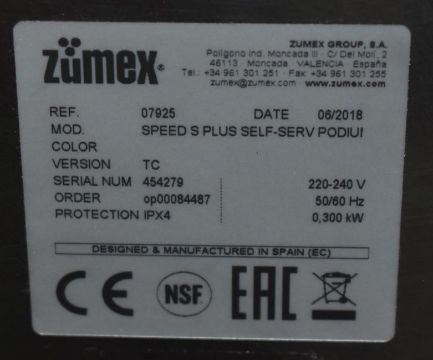 zümex®
ZUMEX GROUP, S.A.
Polígono Ind. Moncada III · C/ Del Molí, 2
46113 · Moncada · VALENCIA · España
Tel.: +34 961 301 251 · Fax: +34 961 301 255
zumex@zumex.com · www.zumex.com
REF. 07925 DATE 06/2018
MOD. SPEED S PLUS SELF-SERV PODIUI
COLOR
VERSION TC
SERIAL NUM 454279 220-240 V
ORDER op00084487 50/60 Hz
PROTECTION IPX4 0,300 kW
DESIGNED & MANUFACTURED IN SPAIN (EC)
CE NSF EAC